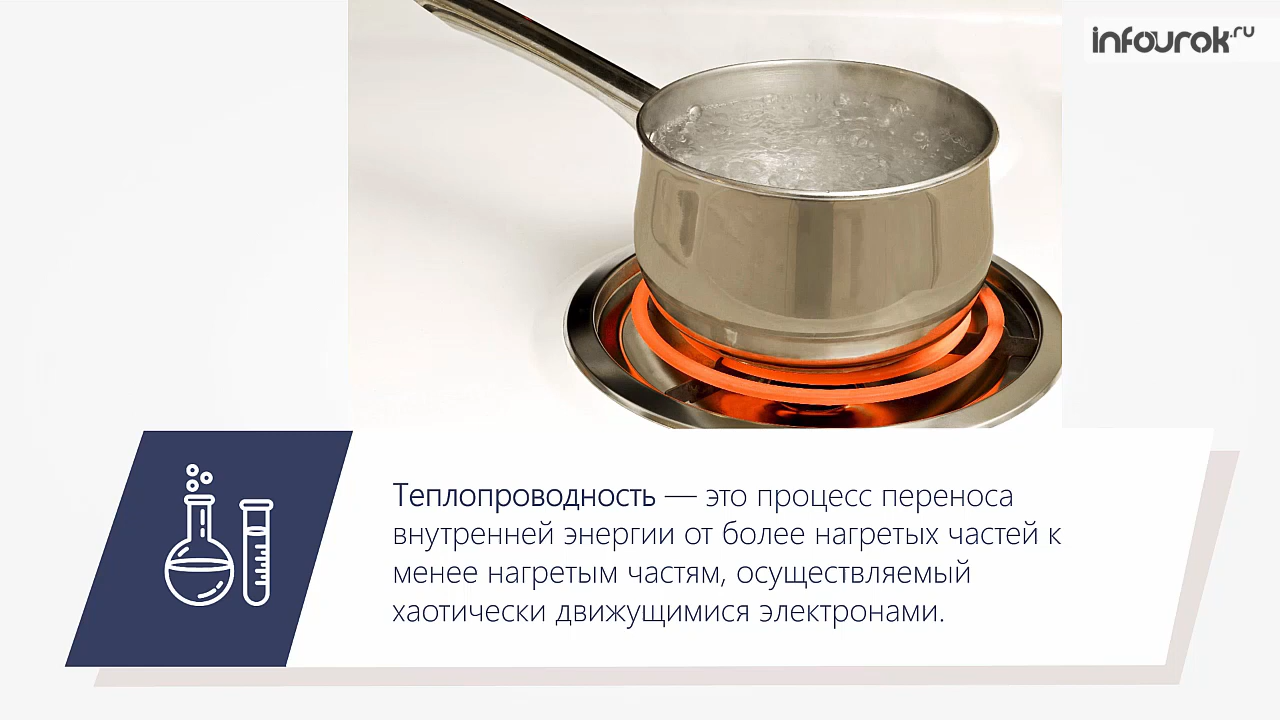 infourok.ru
Теплопроводность — это процесс переноса
внутренней энергии от более нагретых частей к
менее нагретым частям, осуществляемый
хаотически движущимися электронами.